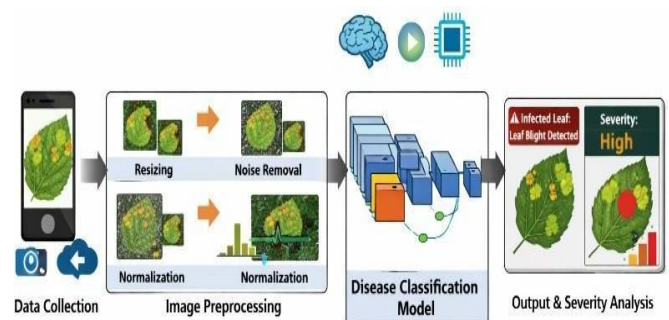 Resizing
Noise Removal
Normalization
Normalization
Infected Leaf:
Leaf Blight Detected
Severity:
High
Data Collection
Image Preprocessing
Disease Classification
Model
Output & Severity Analysis